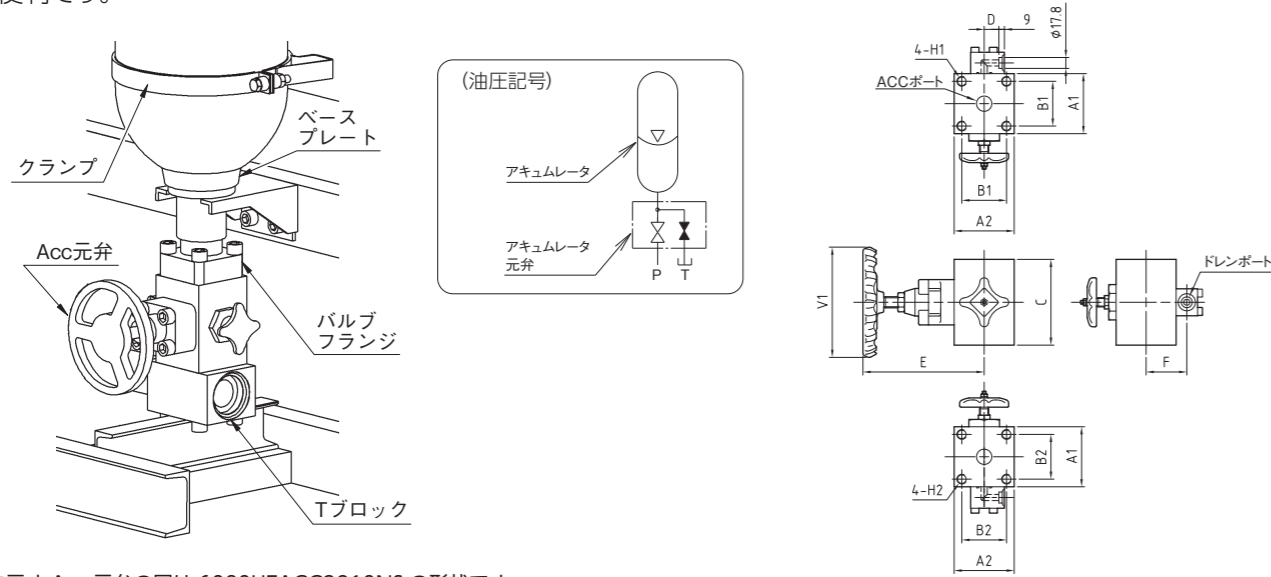 便利です。
クランプ
ベース
プレート
Acc元弁
バルブ
フランジ
Tブロック
(油圧記号)
アキュムレータ
アキュムレータ
元弁
P
T
D
9
φ17.8
4-H1
ACCポート
B1
A1
B1
A2
V1
E
C
ドレンポート
F
B2
A1
4-H2
B2
A2